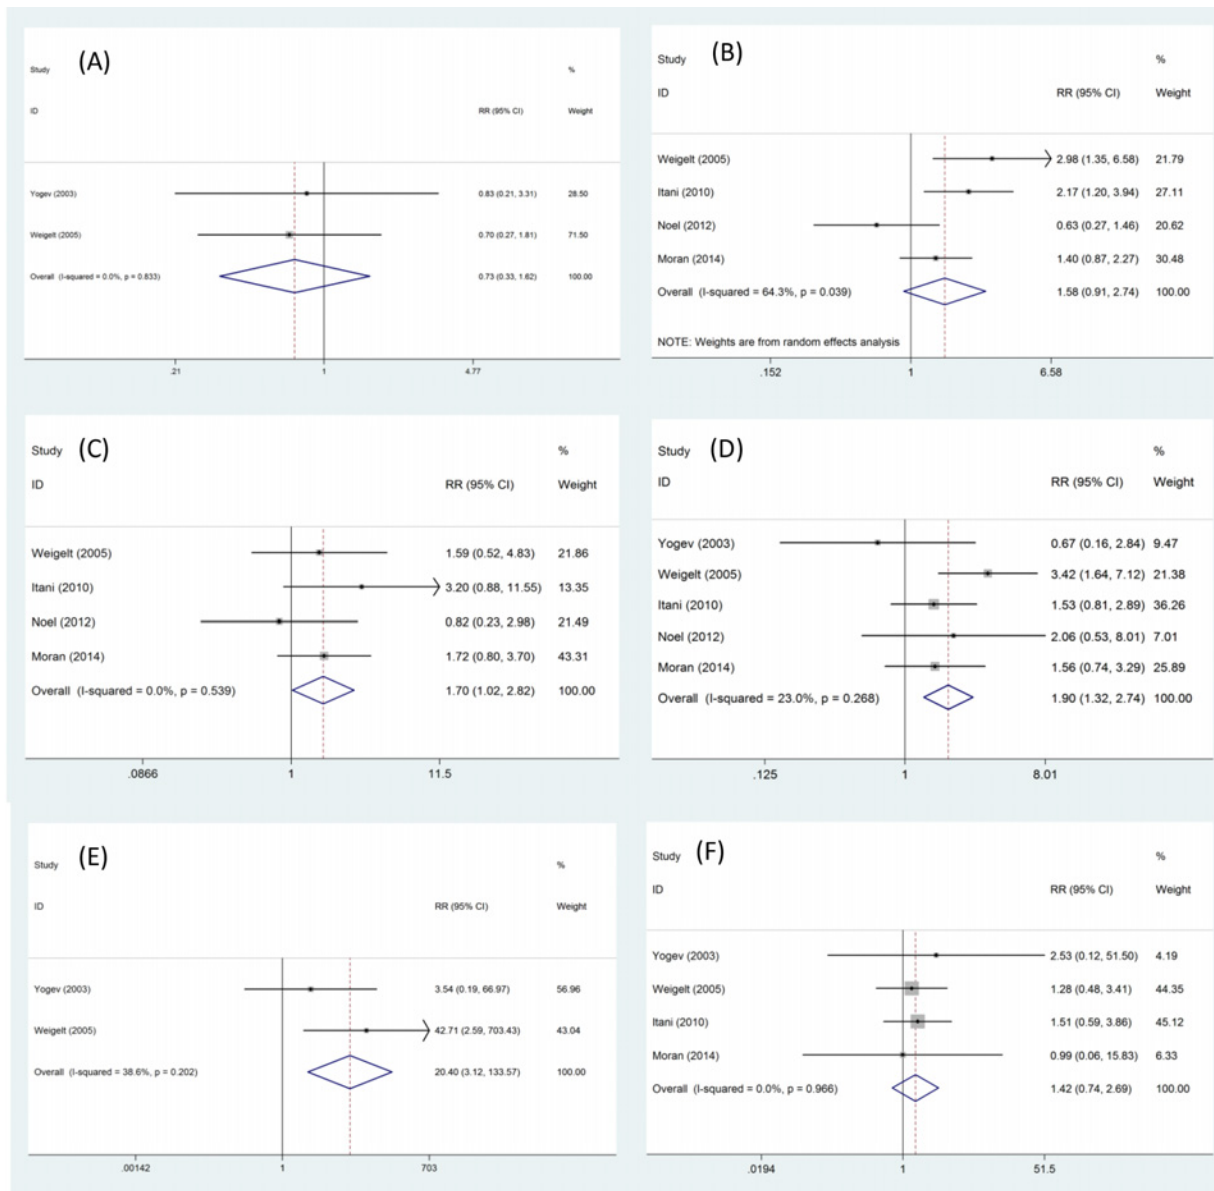 (A)
Study %
ID RR (95% CI) Weight
Yogev (2003) 0.83 (0.21, 3.31) 28.50
Weigelt (2005) 0.70 (0.27, 1.81) 71.50
Overall (I-squared = 0.0%, p = 0.833) 0.73 (0.33, 1.62) 100.00
.21 1 4.77
(B)
Study %
ID RR (95% CI) Weight
Weigelt (2005) 2.98 (1.35, 6.58) 21.79
Itani (2010) 2.17 (1.20, 3.94) 27.11
Noel (2012) 0.63 (0.27, 1.46) 20.62
Moran (2014) 1.40 (0.87, 2.27) 30.48
Overall (I-squared = 64.3%, p = 0.039) 1.58 (0.91, 2.74) 100.00
NOTE: Weights are from random effects analysis
.152 1 6.58
(C)
Study %
ID RR (95% CI) Weight
Weigelt (2005) 1.59 (0.52, 4.83) 21.86
Itani (2010) 3.20 (0.88, 11.55) 13.35
Noel (2012) 0.82 (0.23, 2.98) 21.49
Moran (2014) 1.72 (0.80, 3.70) 43.31
Overall (I-squared = 0.0%, p = 0.539) 1.70 (1.02, 2.82) 100.00
.0866 1 11.5
(D)
Study %
ID RR (95% CI) Weight
Yogev (2003) 0.67 (0.16, 2.84) 9.47
Weigelt (2005) 3.42 (1.64, 7.12) 21.38
Itani (2010) 1.53 (0.81, 2.89) 36.26
Noel (2012) 2.06 (0.53, 8.01) 7.01
Moran (2014) 1.56 (0.74, 3.29) 25.89
Overall (I-squared = 23.0%, p = 0.268) 1.90 (1.32, 2.74) 100.00
.125 1 8.01
(E)
Study %
ID RR (95% CI) Weight
Yogev (2003) 3.54 (0.19, 66.97) 56.96
Weigelt (2005) 42.71 (2.59, 703.43) 43.04
Overall (I-squared = 38.6%, p = 0.202) 20.40 (3.12, 133.57) 100.00
.00142 1 703
(F)
Study %
ID RR (95% CI) Weight
Yogev (2003) 2.53 (0.12, 51.50) 4.19
Weigelt (2005) 1.28 (0.48, 3.41) 44.35
Itani (2010) 1.51 (0.59, 3.86) 45.12
Moran (2014) 0.99 (0.06, 15.83) 6.33
Overall (I-squared = 0.0%, p = 0.966) 1.42 (0.74, 2.69) 100.00
.0194 1 51.5